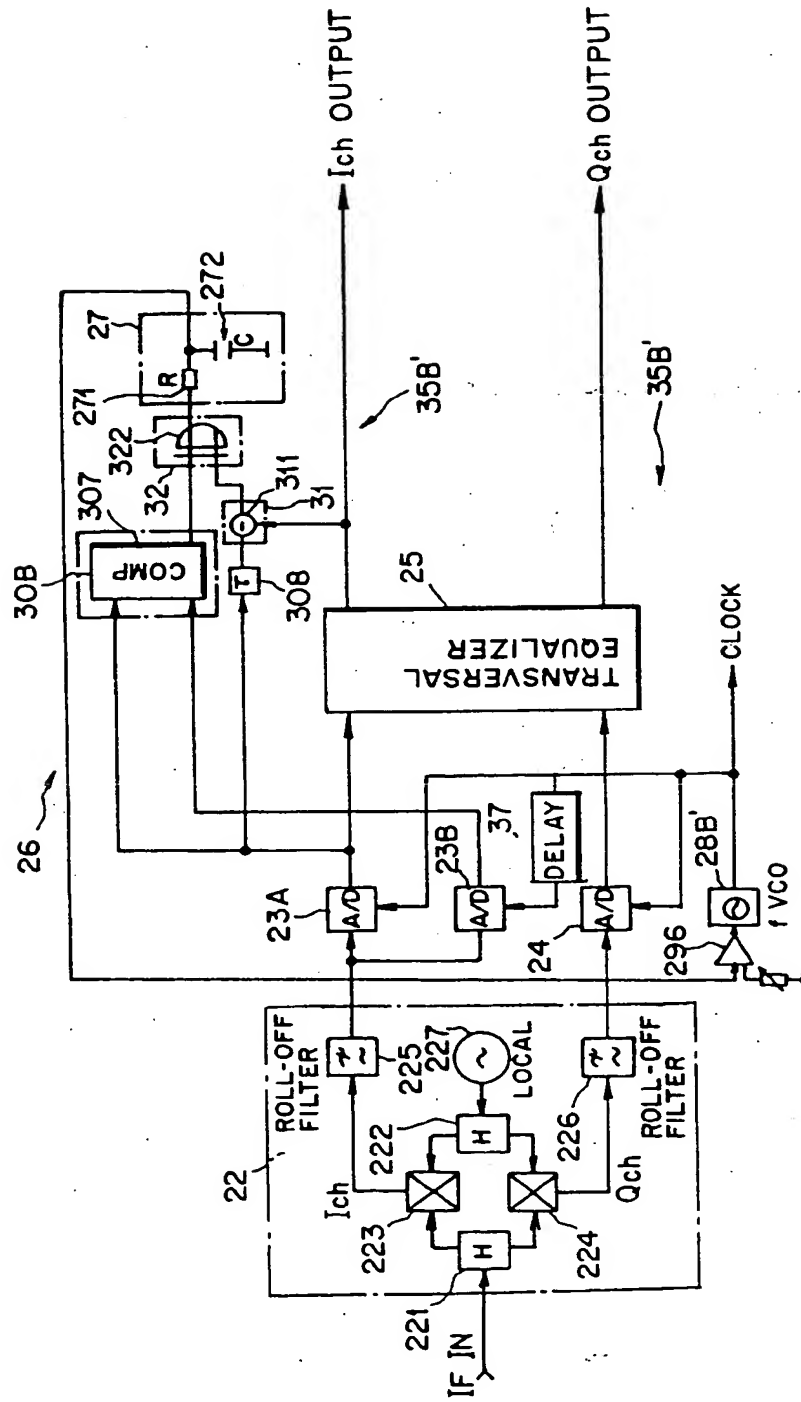 IF IN
22
221
H
223
224
Ich
Qch
222
H
227
LOCAL
ROLL-OFF
FILTER
225
226
ROLL-OFF
FILTER
26
23A
A/D
23B
A/D
24
A/D
37
DELAY
296
28B'
f VCO
CLOCK
25
TRANSVERSAL
EQUALIZER
30B
307
COMP
T
308
31
311
32
322
27
271
R
272
C
35B'
35B'
Ich OUTPUT
Qch OUTPUT